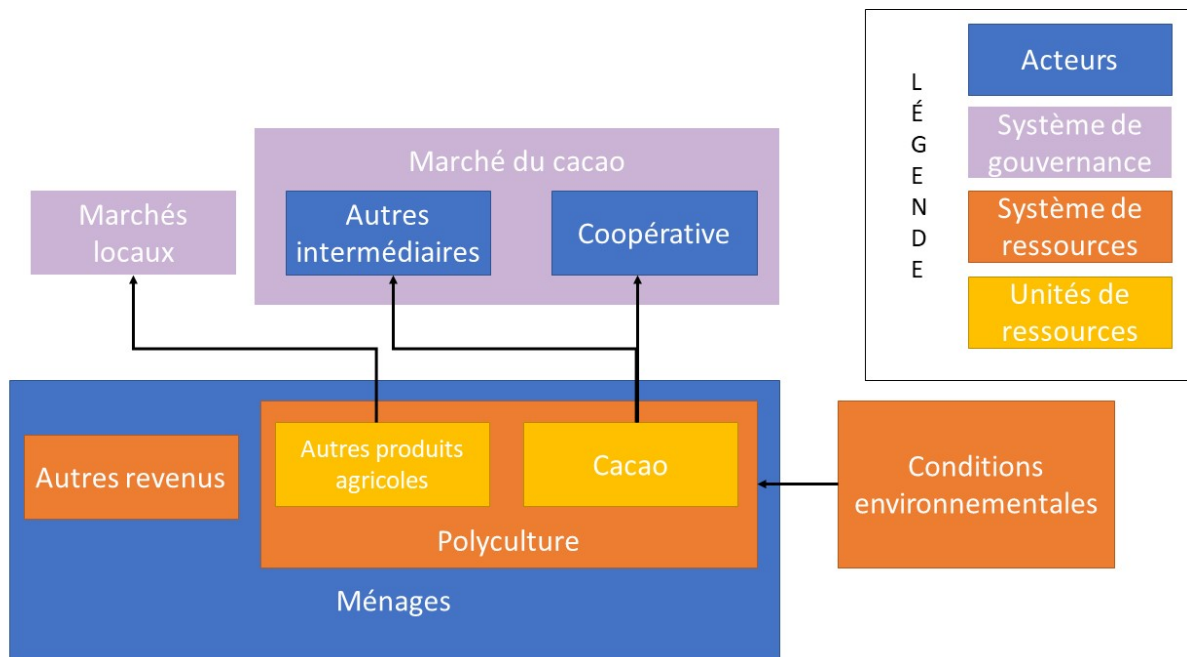 Marché du cacao
Marchés
locaux
Autres
intermédiaires
Coopérative
Autres revenus
Autres produits
agricoles
Cacao
Polyculture
Ménages
Conditions
environnementales
L
É
G
E
N
D
E
Acteurs
Système de
gouvernance
Système de
ressources
Unités de
ressources